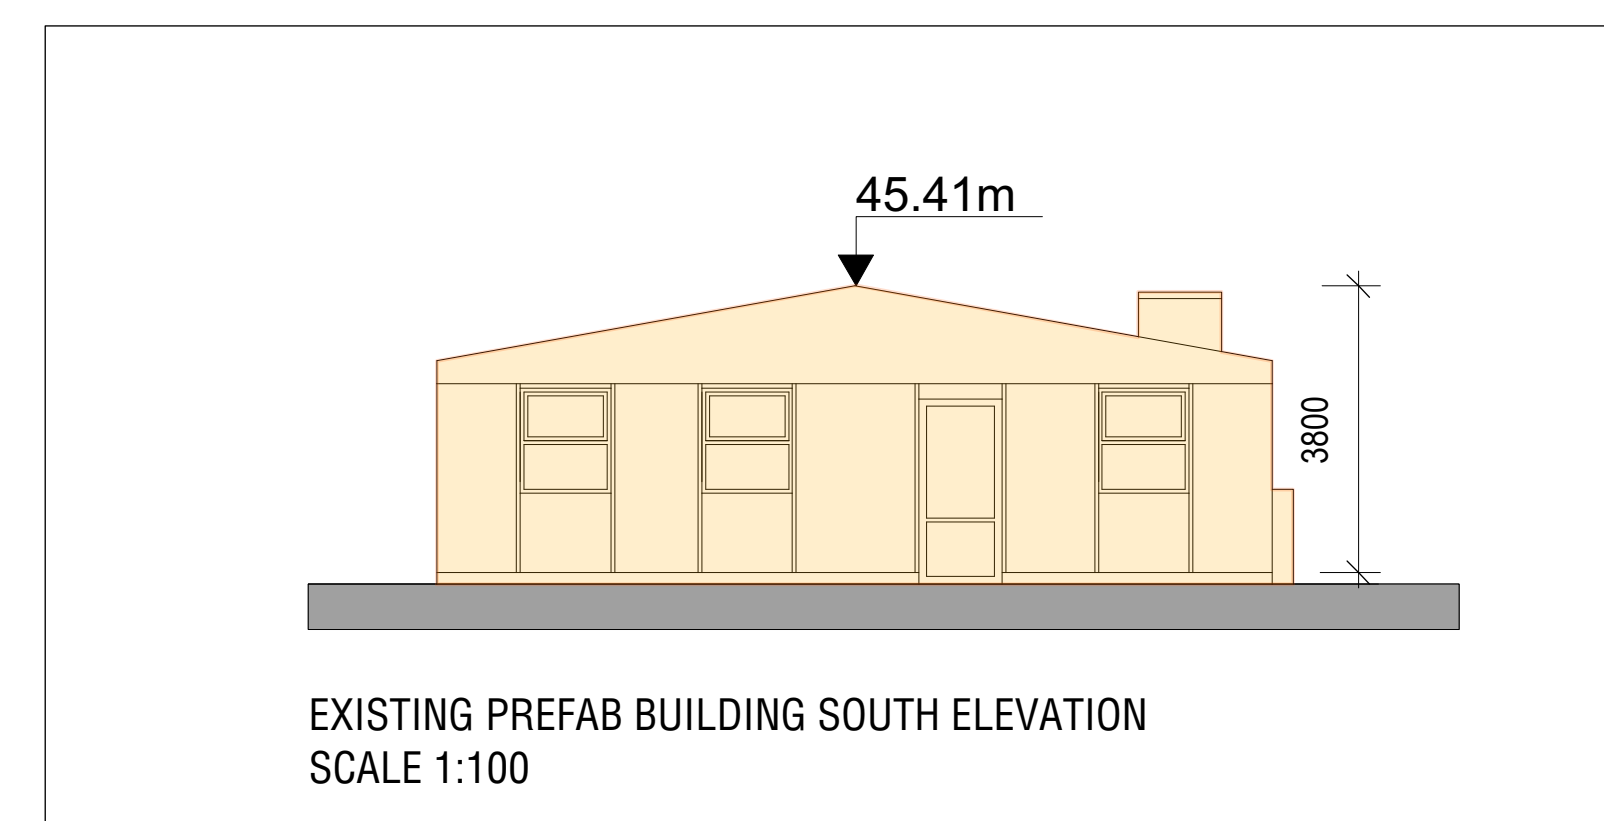 45.41m
3800
EXISTING PREFAB BUILDING SOUTH ELEVATION
SCALE 1:100